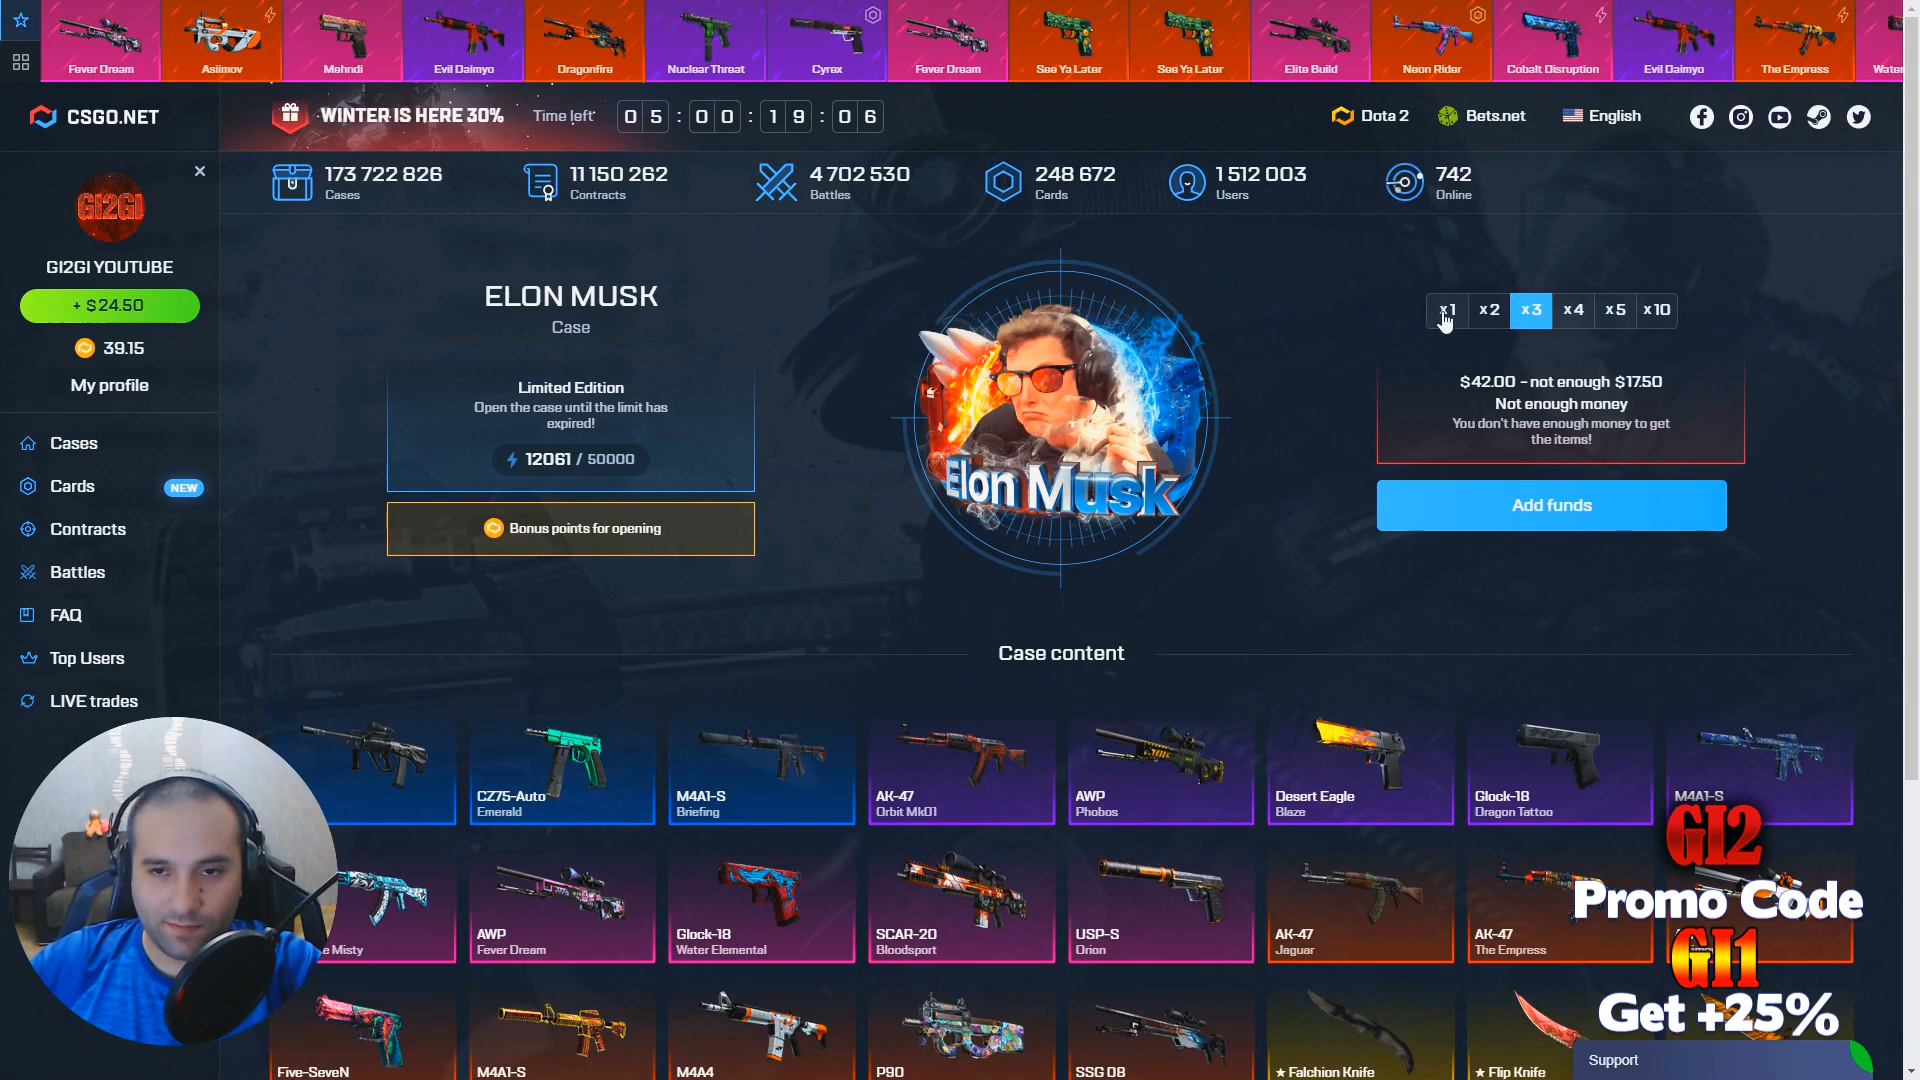 Fever Dream
Asiimov
Mehndi
Evil Daimyo
Dragonfire
Nuclear Threat
Cyrex
Fever Dream
See Ya Later
See Ya Later
Elite Build
Neon Rider
Cobalt Disruption
Evil Daimyo
The Empress
Water
CSGO.NET
WINTER IS HERE 30%
Time left
0 5 : 0 0 : 1 9 : 0 6
Dota 2
Bets.net
English
GI2GI
GI2GI YOUTUBE
+ $24.50
39.15
My profile
173 722 826
Cases
11 150 262
Contracts
4 702 530
Battles
248 672
Cards
1 512 003
Users
742
Online
Cases
Cards
NEW
Contracts
Battles
FAQ
Top Users
LIVE trades
ELON MUSK
Case
Limited Edition
Open the case until the limit has
expired!
12061 / 50000
Bonus points for opening
Elon Musk
x1
x2
x3
x4
x5
x10
$42.00 - not enough $17.50
Not enough money
You don't have enough money to get
the items!
Add funds
Case content
CZ75-Auto
Emerald
M4A1-S
Briefing
AK-47
Orbit Mk01
AWP
Phobos
Desert Eagle
Blaze
Glock-18
Dragon Tattoo
M4A1-S
e Misty
AWP
Fever Dream
Glock-18
Water Elemental
SCAR-20
Bloodsport
USP-S
Orion
AK-47
Jaguar
AK-47
The Empress
Five-SeveN
M4A1-S
M4A4
P90
SSG 08
★ Falchion Knife
★ Flip Knife
GI2
Promo Code
GI1
Get +25%
Support